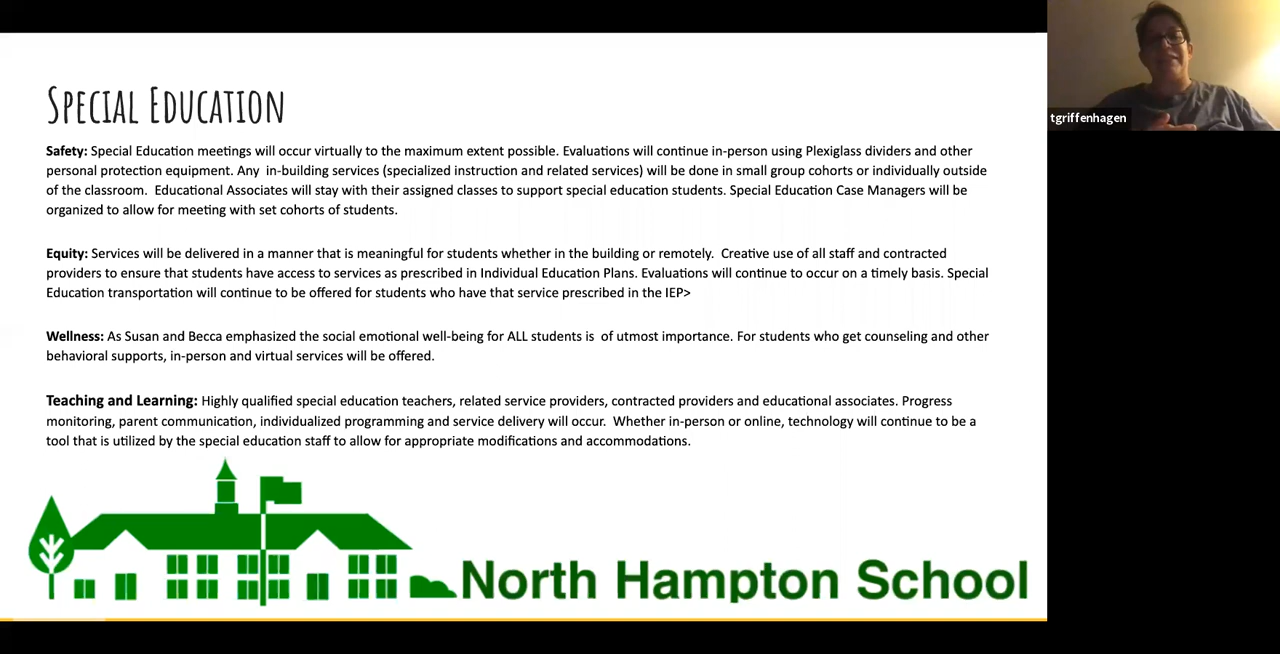 Special Education
Safety: Special Education meetings will occur virtually to the maximum extent possible. Evaluations will continue in-person using Plexiglass dividers and other
personal protection equipment. Any  in-building services (specialized instruction and related services) will be done in small group cohorts or individually outside
of the classroom.  Educational Associates will stay with their assigned classes to support special education students. Special Education Case Managers will be
organized to allow for meeting with set cohorts of students.
Equity: Services will be delivered in a manner that is meaningful for students whether in the building or remotely.  Creative use of all staff and contracted
providers to ensure that students have access to services as prescribed in Individual Education Plans. Evaluations will continue to occur on a timely basis. Special
Education transportation will continue to be offered for students who have that service prescribed in the IEP>
Wellness: As Susan and Becca emphasized the social emotional well-being for ALL students is  of utmost importance. For students who get counseling and other
behavioral supports, in-person and virtual services will be offered.
Teaching and Learning: Highly qualified special education teachers, related service providers, contracted providers and educational associates. Progress
monitoring, parent communication, individualized programming and service delivery will occur.  Whether in-person or online, technology will continue to be a
tool that is utilized by the special education staff to allow for appropriate modifications and accommodations.
North Hampton School
tgriffenhagen